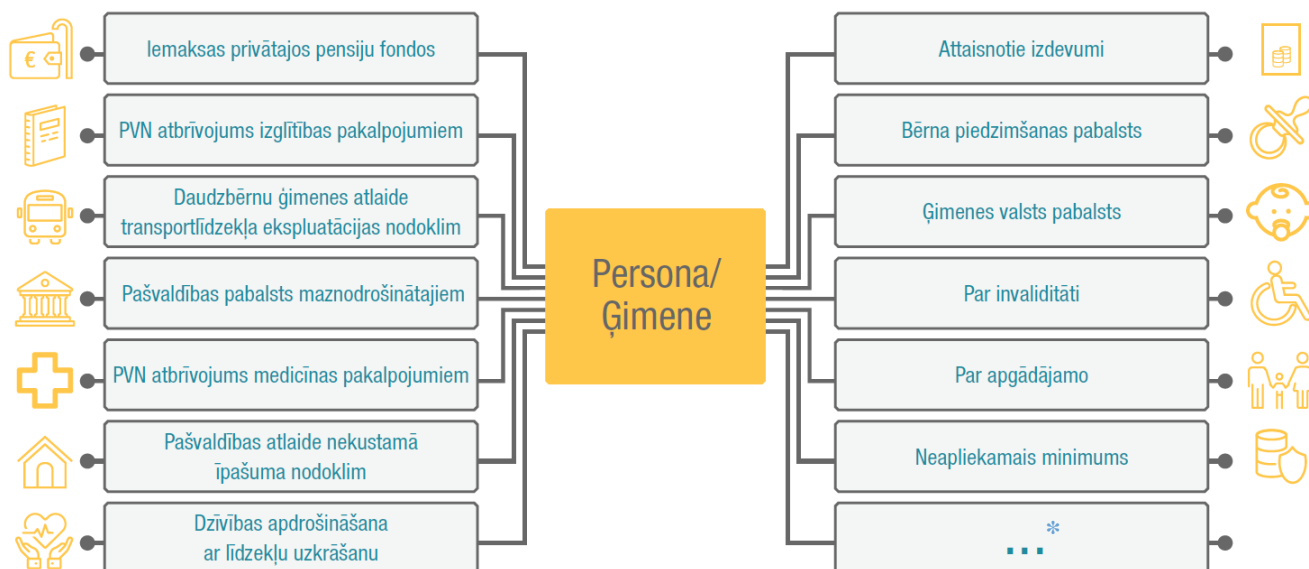 Iemaksas privātajos pensiju fondos
PVN atbrīvojums izglītības pakalpojumiem
Daudzbērnu ģimenes atlaide
transportlīdzekļa ekspluatācijas nodoklim
Pašvaldības pabalsts maznodrošinātajiem
PVN atbrīvojums medicīnas pakalpojumiem
Pašvaldības atlaide nekustamā
īpašuma nodoklim
Dzīvības apdrošināšana
ar līdzekļu uzkrāšanu
Persona/
Ģimene
Attaisnotie izdevumi
Bērna piedzimšanas pabalsts
Ģimenes valsts pabalsts
Par invaliditāti
Par apgādājamo
Neapliekamais minimums
...*
€